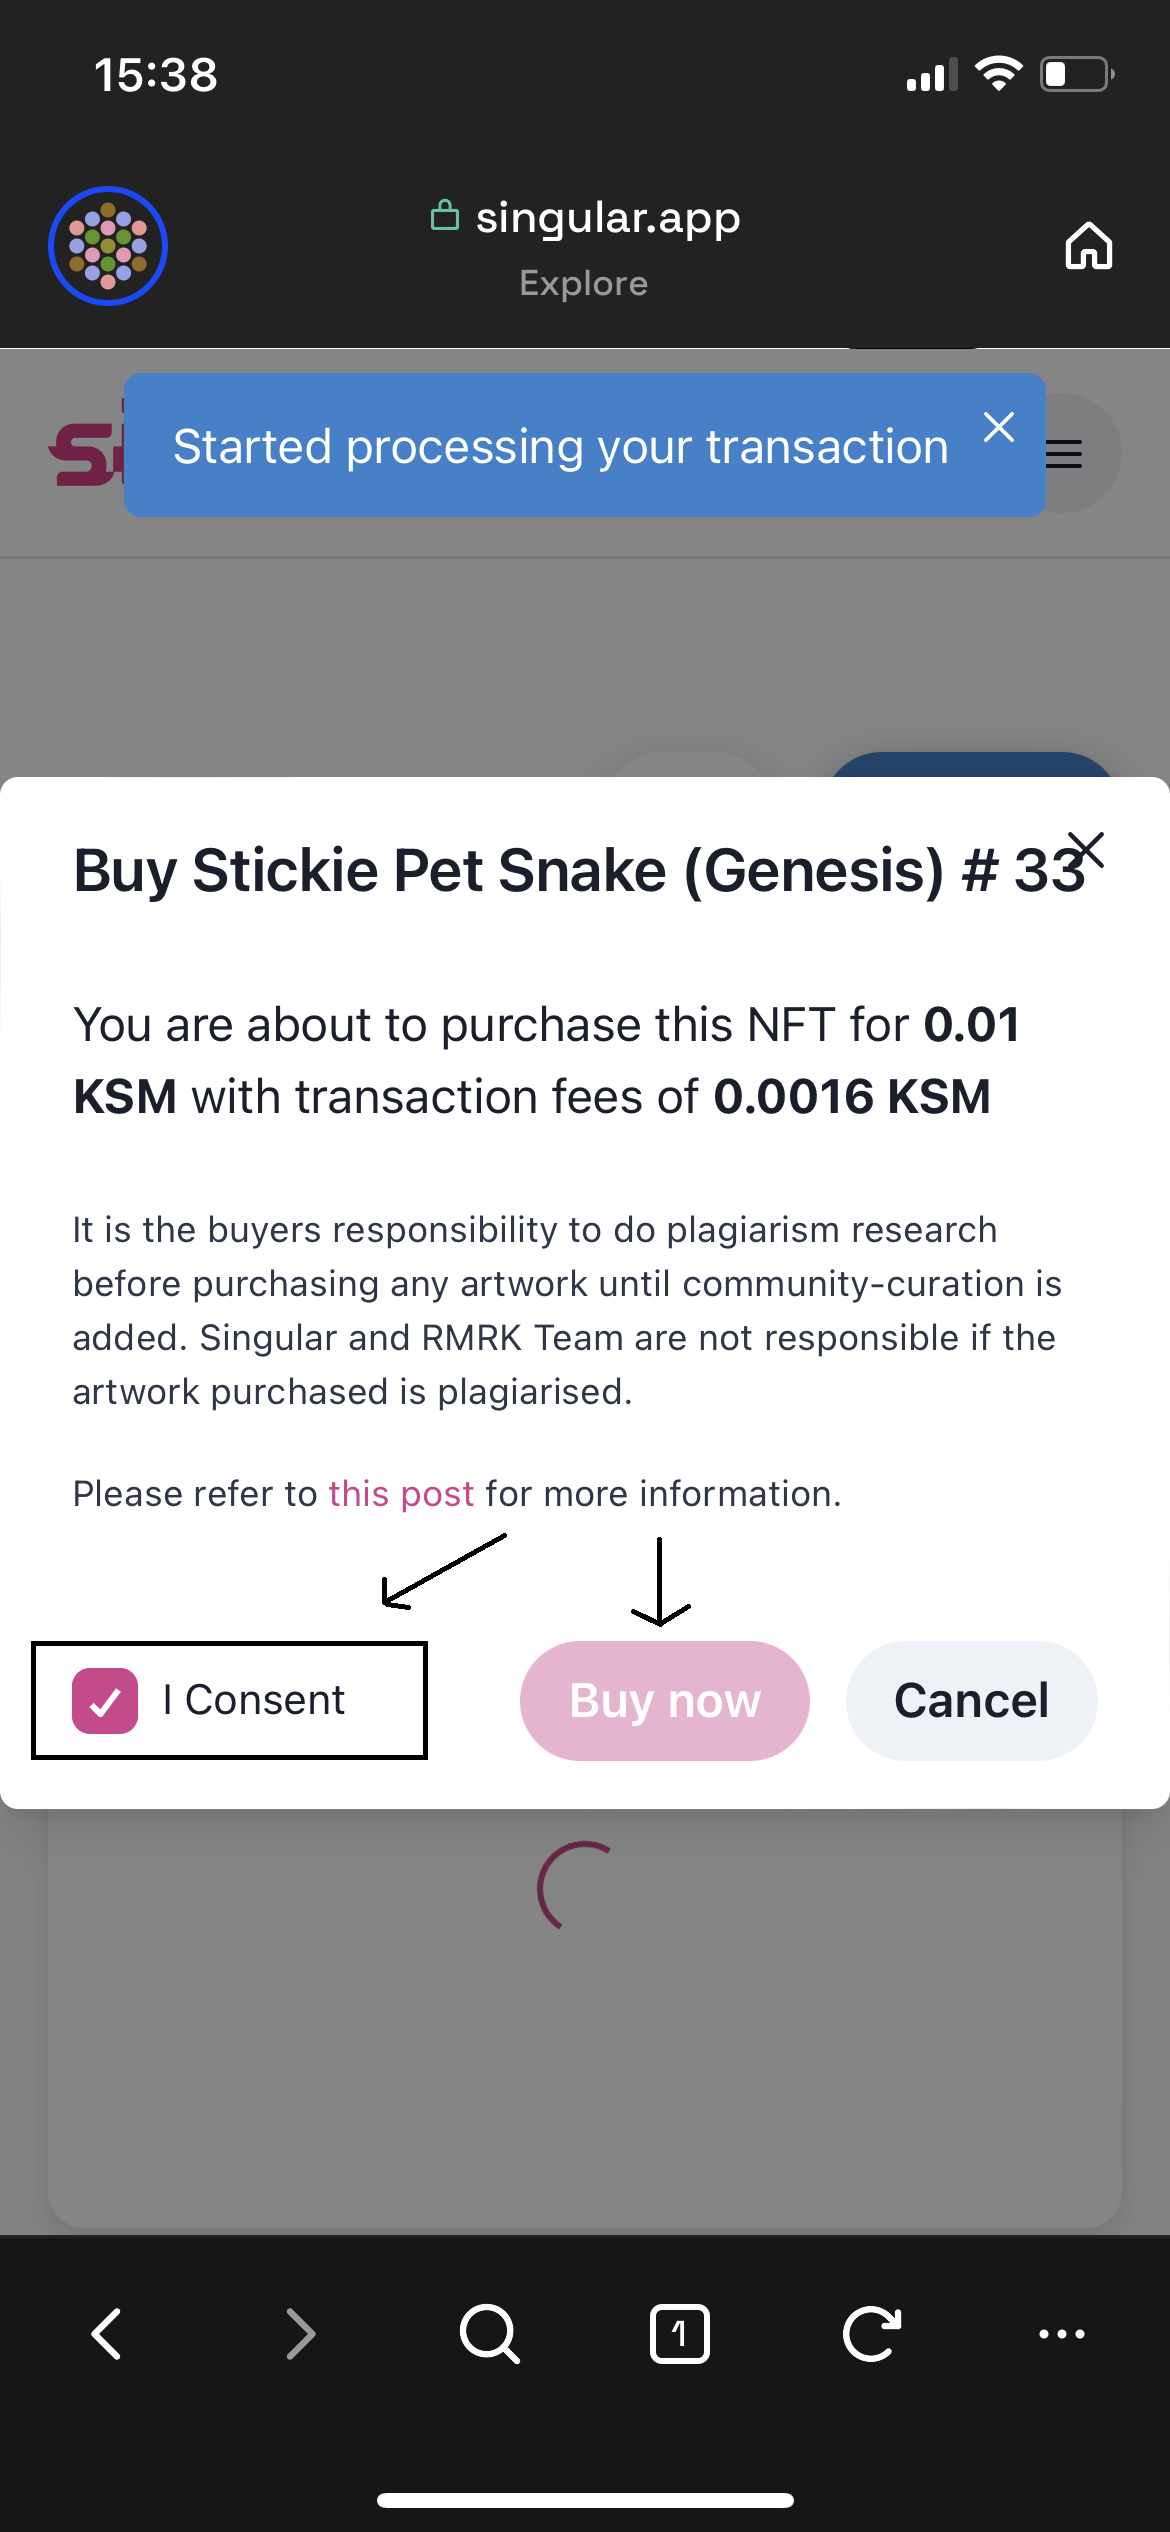 15:38
singular.app
Explore
Started processing your transaction
Buy Stickie Pet Snake (Genesis) # 33
You are about to purchase this NFT for 0.01
KSM with transaction fees of 0.0016 KSM
It is the buyers responsibility to do plagiarism research
before purchasing any artwork until community-curation is
added. Singular and RMRK Team are not responsible if the
artwork purchased is plagiarised.
Please refer to this post for more information.
I Consent
Buy now
Cancel
1